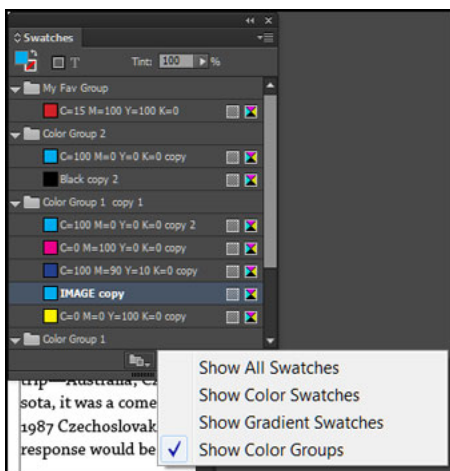 Swatches
T Tint: 100 %
My Fav Group
C=15 M=100 Y=100 K=0
Color Group 2
C=100 M=0 Y=0 K=0 copy
Black copy 2
Color Group 1 copy 1
C=100 M=0 Y=0 K=0 copy 2
C=0 M=100 Y=0 K=0 copy
C=100 M=90 Y=10 K=0 copy
IMAGE copy
C=0 M=0 Y=100 K=0 copy
Color Group 1
Show All Swatches
Show Color Swatches
Show Gradient Swatches
Show Color Groups
trip—Australia,
sota, it was a come
1987 Czechoslovak
response would be